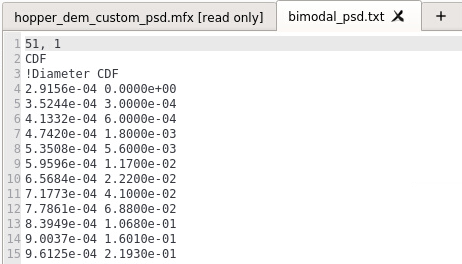 hopper_dem_custom_psd.mfx [read only] bimodal_psd.txt
1 51, 1
2 CDF
3 !Diameter CDF
4 2.9156e-04 0.0000e+00
5 3.5244e-04 3.0000e-04
6 4.1332e-04 6.0000e-04
7 4.7420e-04 1.8000e-03
8 5.3508e-04 5.6000e-03
9 5.9596e-04 1.1700e-02
10 6.5684e-04 2.2200e-02
11 7.1773e-04 4.1000e-02
12 7.7861e-04 6.8800e-02
13 8.3949e-04 1.0680e-01
14 9.0037e-04 1.6010e-01
15 9.6125e-04 2.1930e-01